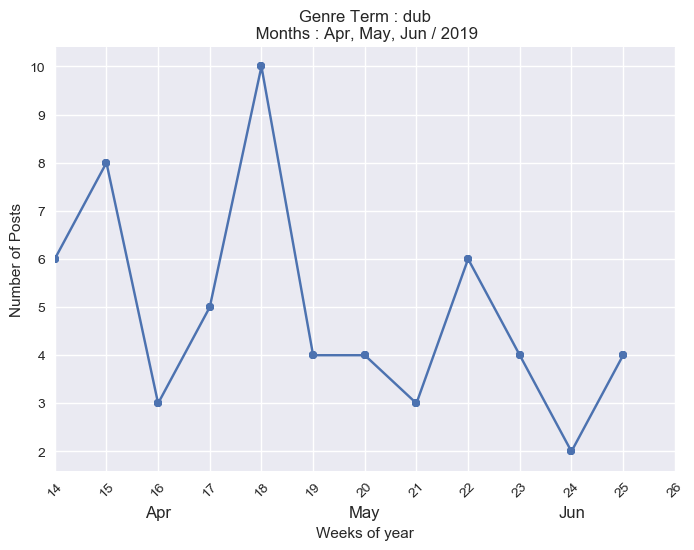 Genre Term : dub
Months : Apr, May, Jun / 2019
Number of Posts
10
9
8
7
6
5
4
3
2
14 15 16 17 18 19 20 21 22 23 24 25 26
Apr May Jun
Weeks of year